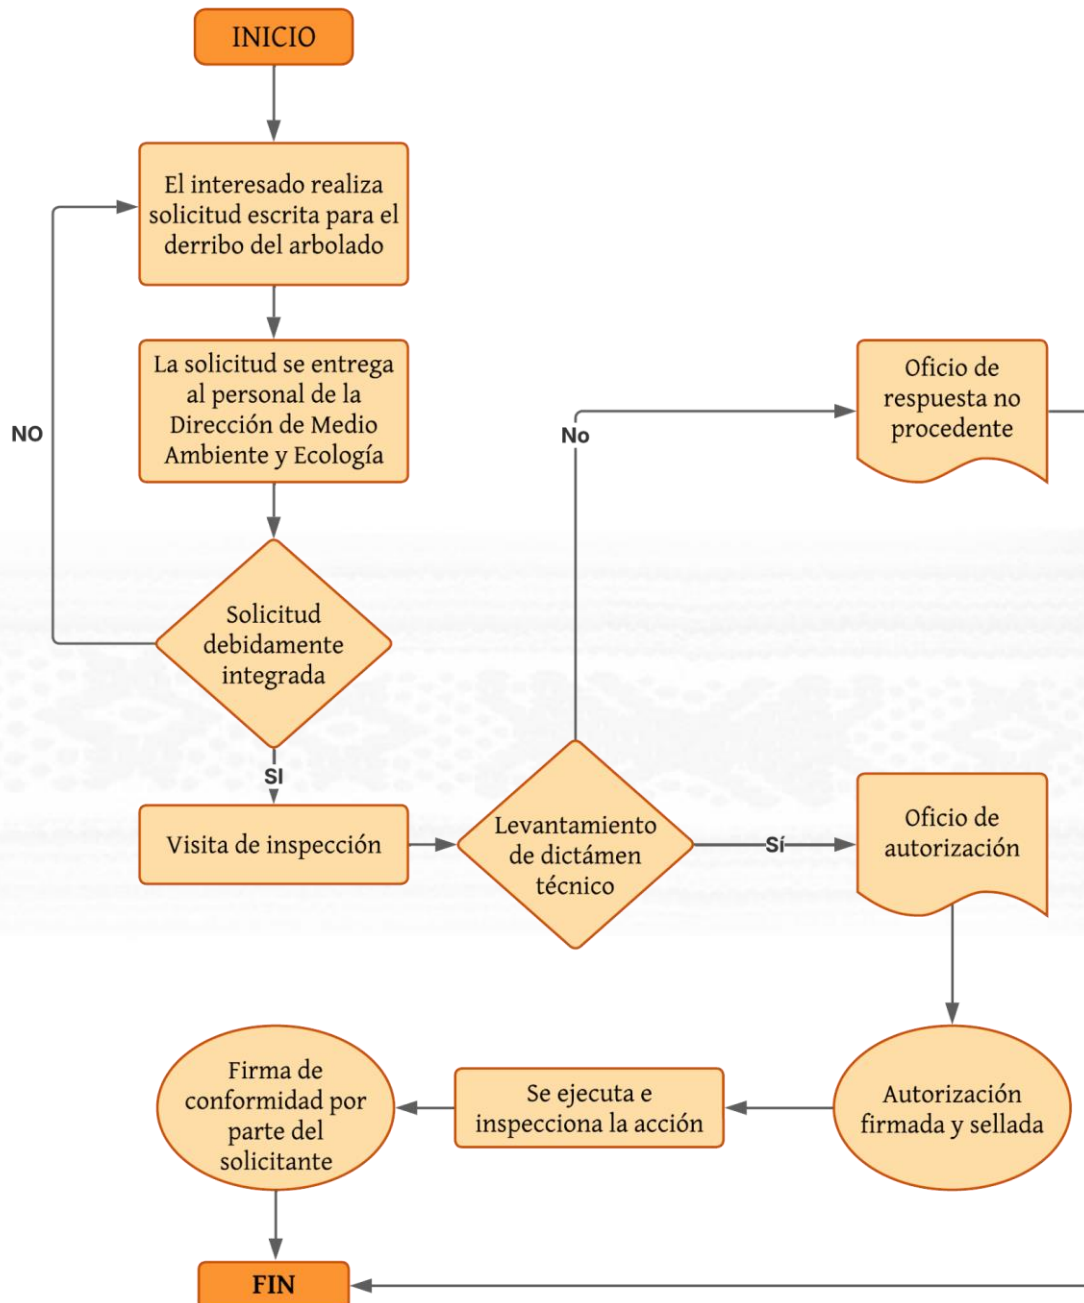 INICIO
El interesado realiza
solicitud escrita para el
derribo del arbolado
La solicitud se entrega
al personal de la
Dirección de Medio
Ambiente y Ecología
NO
Solicitud
debidamente
integrada
SI
Visita de inspección
Levantamiento
de dictámen
técnico
No
Oficio de
respuesta no
procedente
Sí
Oficio de
autorización
Autorización
firmada y sellada
Se ejecuta e
inspecciona la acción
Firma de
conformidad por
parte del
solicitante
FIN